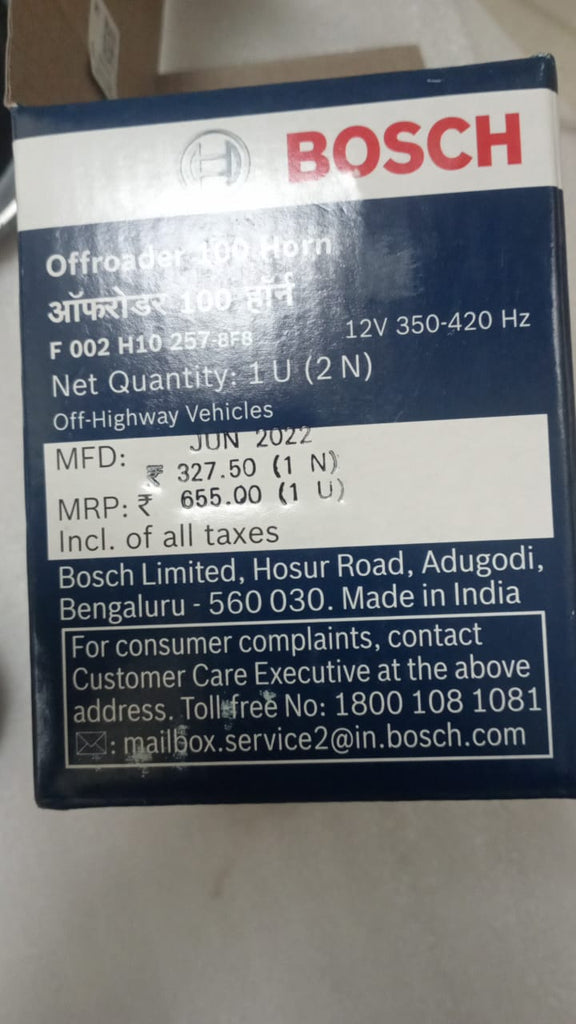 BOSCH
Offroader 100 Horn
ऑफरोडर 100 हॉर्न
F 002 H10 257-8F8
12V 350-420 Hz
Net Quantity: 1 U (2 N)
Off-Highway Vehicles
MFD: JUN 2022
₹ 327.50 (1 N)
MRP: ₹ 655.00 (1 U)
Incl. of all taxes
Bosch Limited, Hosur Road, Adugodi,
Bengaluru - 560 030. Made in India
For consumer complaints, contact
Customer Care Executive at the above
address. Toll-free No: 1800 108 1081
: mailbox.service2@in.bosch.com